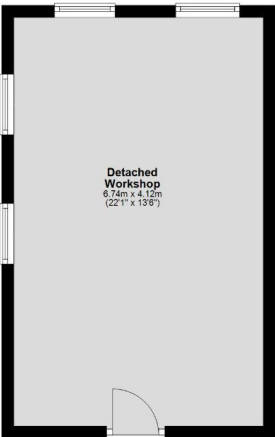 Detached
Workshop
6.74m x 4.12m
(22'1" x 13'6")